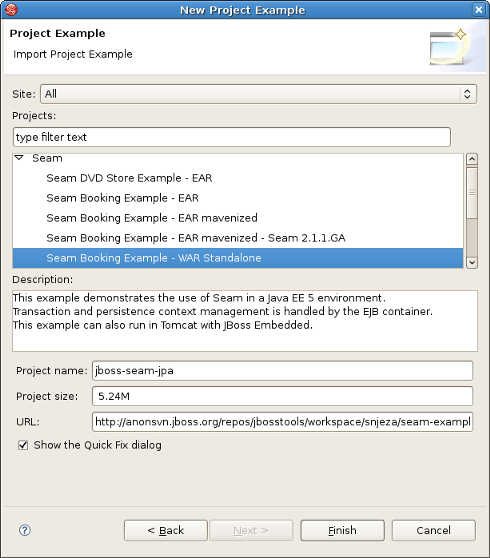 New Project Example
Project Example
Import Project Example
Site: All
Projects:
type filter text
Seam
Seam DVD Store Example - EAR
Seam Booking Example - EAR
Seam Booking Example - EAR mavenized
Seam Booking Example - EAR mavenized - Seam 2.1.1.GA
Seam Booking Example - WAR Standalone
Description:
This example demonstrates the use of Seam in a Java EE 5 environment.
Transaction and persistence context management is handled by the EJB container.
This example can also run in Tomcat with JBoss Embedded.
Project name: jboss-seam-jpa
Project size: 5.24M
URL: http://anonsvn.jboss.org/repos/jbosstools/workspace/snjeza/seam-exampl
Show the Quick Fix dialog
? < Back Next > Finish Cancel